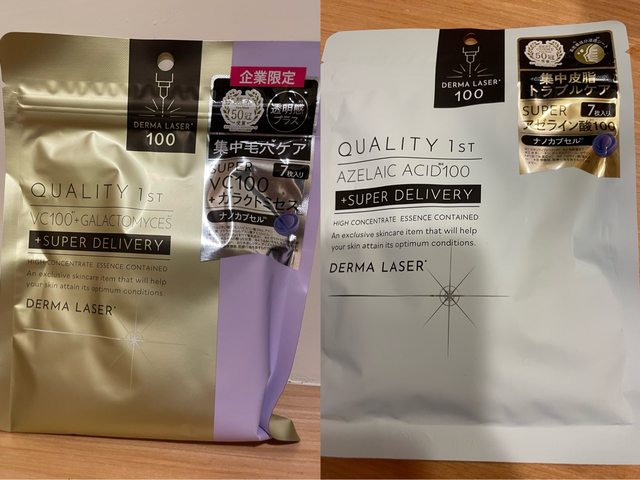 DERMA LASER
100
企業限定
50冠
透明感
プラス
集中毛穴ケア
SUPER
7枚入り
VC100
+ガラクトミセス
ナノカプセル
QUALITY 1ST
VC100+GALACTOMYCES
+SUPER DELIVERY
HIGH CONCENTRATE ESSENCE CONTAINED
An exclusive skincare item that will help
your skin attain its optimum conditions.
DERMA LASER
DERMA LASER
100
50冠
集中皮脂
トラブルケア
SUPER
7枚入り
アゼライン酸100
ナノカプセル
QUALITY 1ST
AZELAIC ACID 100
+SUPER DELIVERY
HIGH CONCENTRATE ESSENCE CONTAINED
An exclusive skincare item that will help
your skin attain its optimum conditions.
DERMA LASER